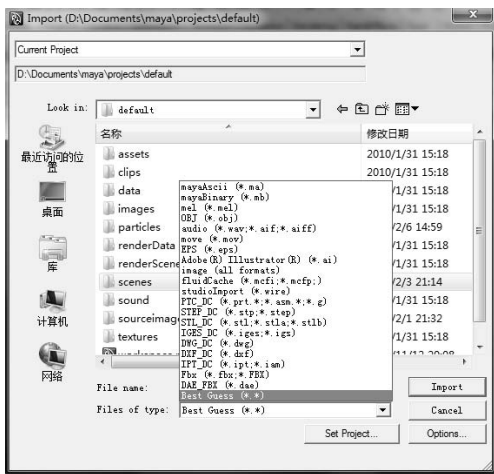 Import (D:\Documents\maya\projects\default)
Current Project
D:\Documents\maya\projects\default
Look in: default
名称 修改日期
最近访问的位置
桌面
库
计算机
网络
assets 2010/1/31 15:18
clips 2010/1/31 15:18
data /1/31 15:18
images /1/31 15:18
particles /2/6 14:59
renderData /1/31 15:18
renderScene /1/31 15:18
scenes /2/3 21:14
sound /1/31 15:18
sourceimag /2/1 21:32
textures /1/31 15:18
mayaAscii (*.ma)
mayaBinary (*.mb)
mel (*.mel)
OBJ (*.obj)
audio (*.wav;*.aif;*.aiff)
move (*.mov)
EPS (*.eps)
Adobe(R) Illustrator(R) (*.ai)
image (all formats)
fluidCache (*.mcfi;*.mcfp;)
studioImport (*.wire)
PTC_DC (*.prt.*;*.asm.*;*.g)
STEP_DC (*.stp;*.step)
STL_DC (*.stl;*.stla;*.stlb)
IGES_DC (*.iges;*.igs)
DWG_DC (*.dwg)
DXF_DC (*.dxf)
IPT_DC (*.ipt;*.iam)
Fbx (*.fbx;*.FBX)
DAE_FBX (*.dae)
Best Guess (*.*)
File name: Import
Files of type: Best Guess (*.*) Cancel
Set Project... Options...